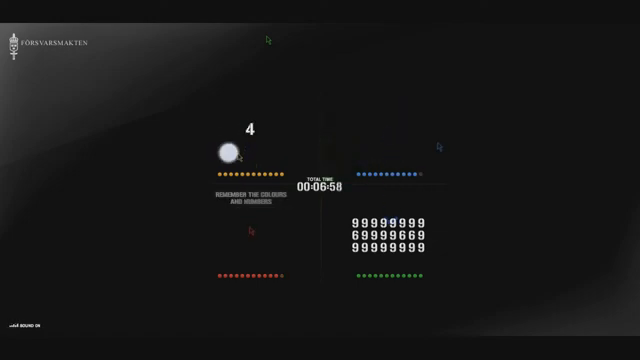 FÖRSVARSMAKTEN
4
TOTAL TIME
00:06:58
REMEMBER THE COLOURS
AND NUMBERS
99999999
69999669
99999999
SOUND ON